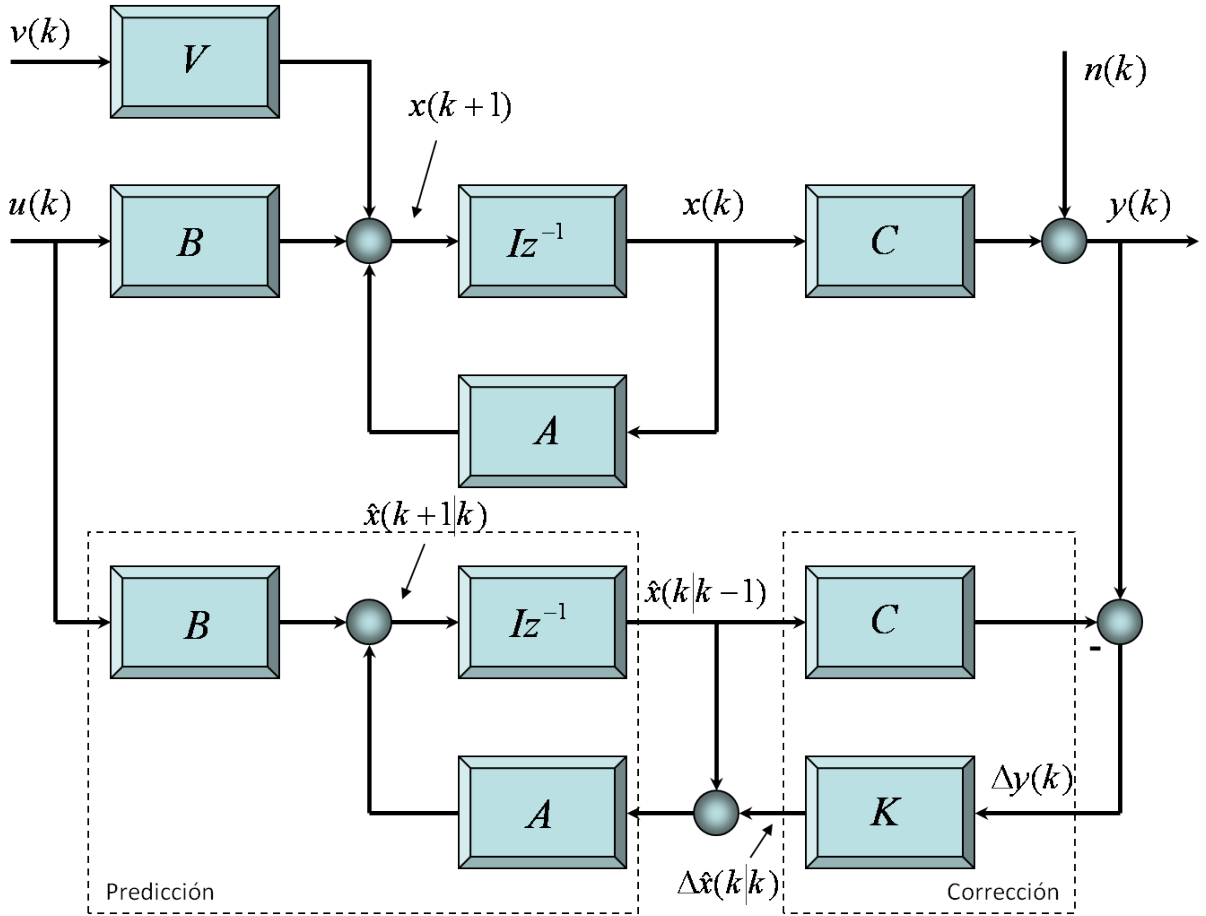 v(k)
V
n(k)
x(k + 1)
u(k)
B
Iz⁻¹
x(k)
C
y(k)
A
x̂(k + 1|k)
B
Iz⁻¹
x̂(k|k − 1)
C
-
A
K
Δy(k)
Δx̂(k|k)
Predicción
Corrección